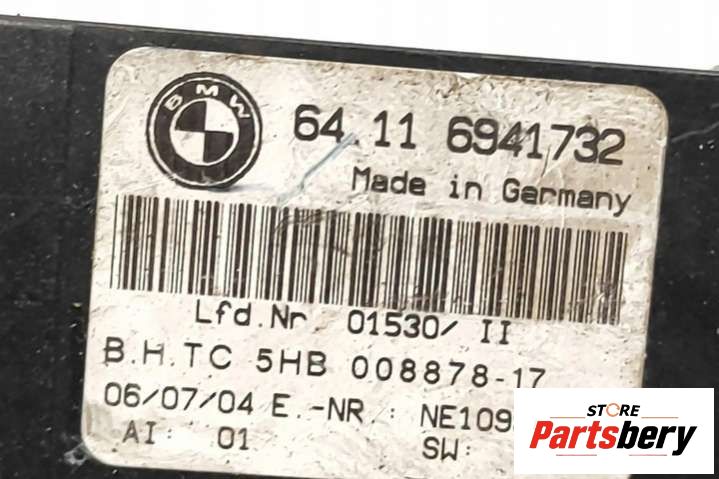 BMW
64.11 6941732
Made in Germany
Lfd.Nr 01530/ II
B.H.TC 5HB 008878-17
06/07/04 E.-NR.:
AI: 01 SW:
STORE
Partsbery